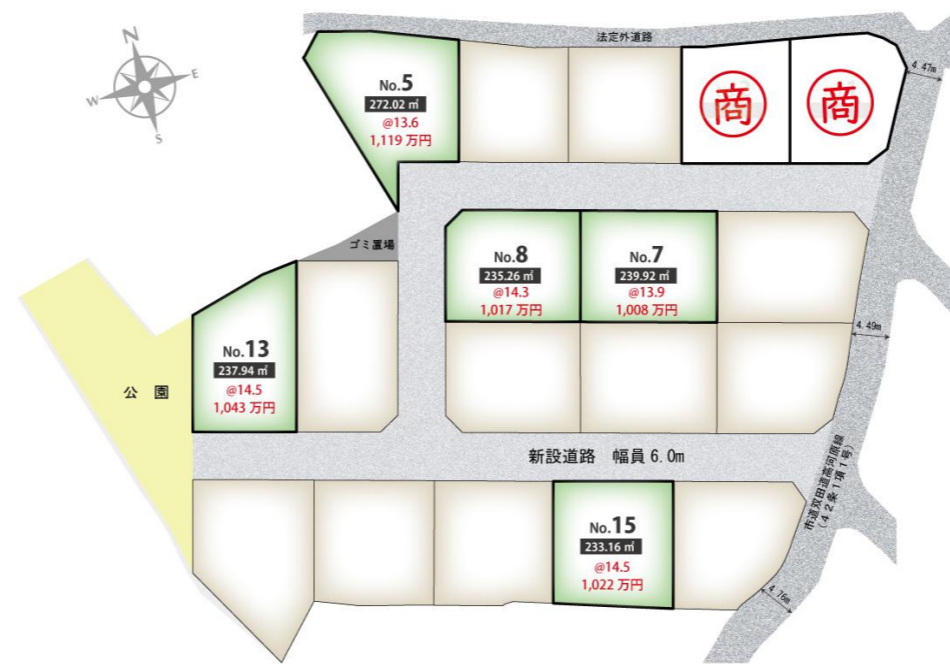 N
W
E
S
法定外道路
4.47m
No.5
272.02 ㎡
@13.6
1,119 万円
商
商
ゴミ置場
No.8
235.26 ㎡
@14.3
1,017 万円
No.7
239.92 ㎡
@13.9
1,008 万円
4.49m
No.13
237.94 ㎡
@14.5
1,043 万円
公 園
新設道路 幅員 6.0m
市道双田道高河原線
(42条1項1号)
No.15
233.16 ㎡
@14.5
1,022 万円
4.76m